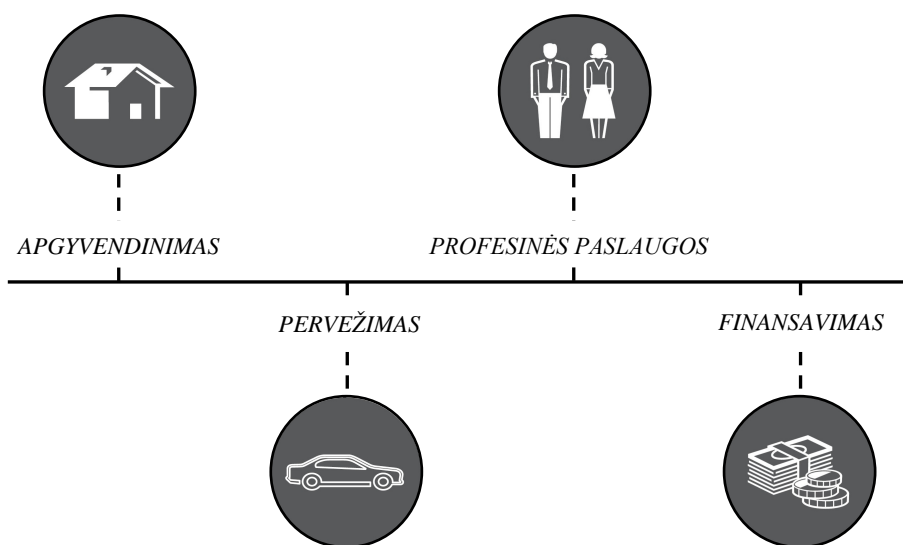 APGYVENDINIMAS
PROFESINĖS PASLAUGOS
PERVEŽIMAS
FINANSAVIMAS